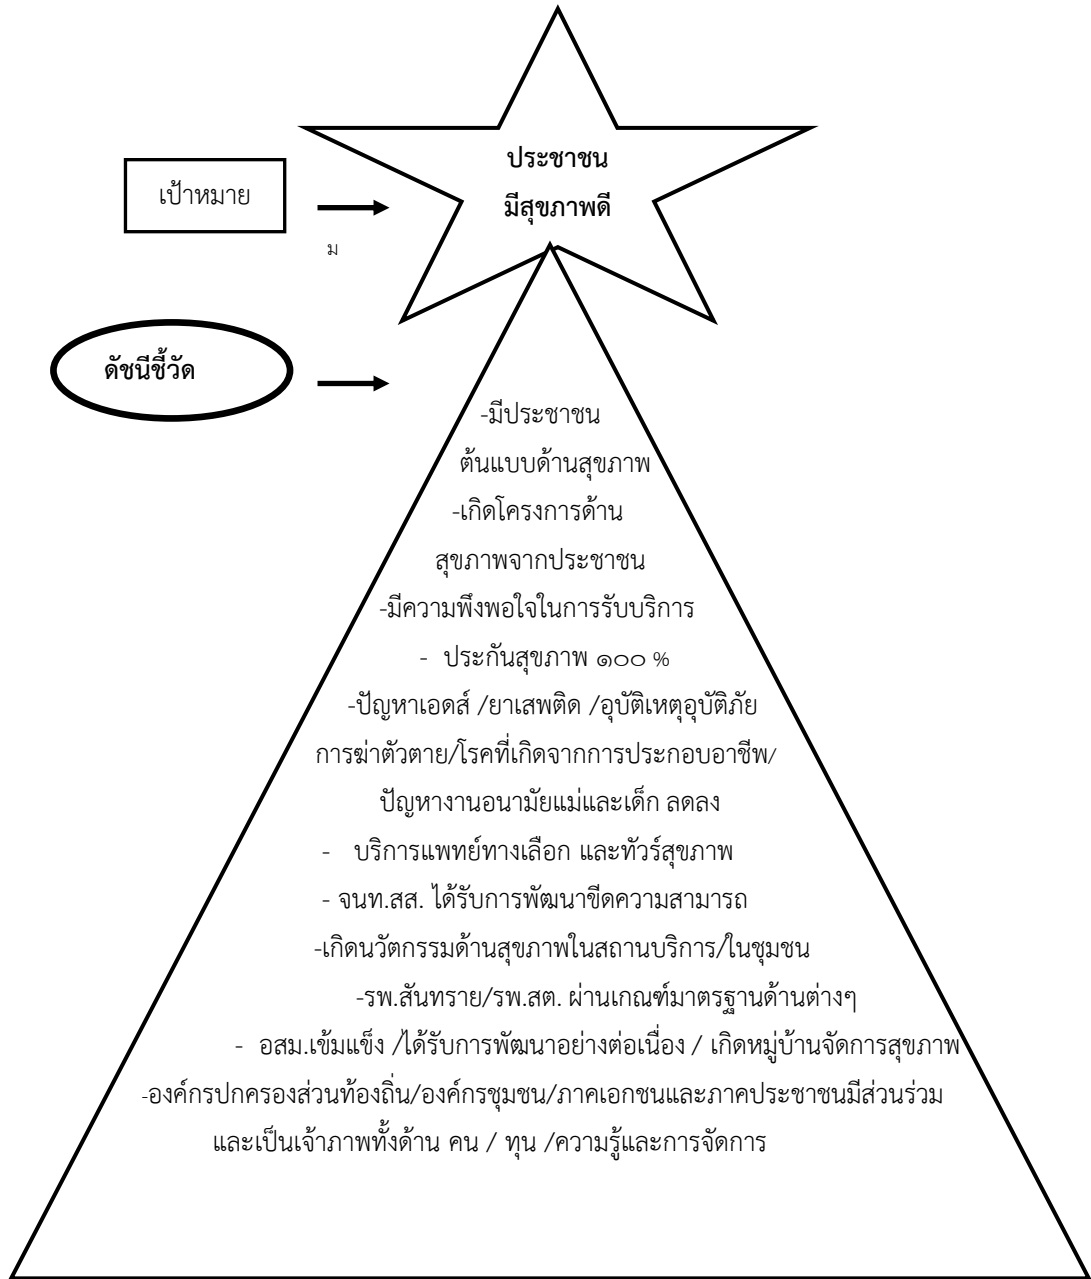 ประชาชน
มีสุขภาพดี
เป้าหมาย
ม
ดัชนีชี้วัด
-มีประชาชน
ต้นแบบด้านสุขภาพ
-เกิดโครงการด้าน
สุขภาพจากประชาชน
-มีความพึงพอใจในการรับบริการ
- ประกันสุขภาพ ๑๐๐ %
-ปัญหาเอดส์ /ยาเสพติด /อุบัติเหตุอุบัติภัย
การฆ่าตัวตาย/โรคที่เกิดจากการประกอบอาชีพ/
ปัญหางานอนามัยแม่และเด็ก ลดลง
- บริการแพทย์ทางเลือก และทัวร์สุขภาพ
- จนท.สส. ได้รับการพัฒนาขีดความสามารถ
-เกิดนวัตกรรมด้านสุขภาพในสถานบริการ/ในชุมชน
-รพ.สันทราย/รพ.สต. ผ่านเกณฑ์มาตรฐานด้านต่างๆ
- อสม.เข้มแข็ง /ได้รับการพัฒนาอย่างต่อเนื่อง / เกิดหมู่บ้านจัดการสุขภาพ
-องค์กรปกครองส่วนท้องถิ่น/องค์กรชุมชน/ภาคเอกชนและภาคประชาชนมีส่วนร่วม
และเป็นเจ้าภาพทั้งด้าน คน / ทุน /ความรู้และการจัดการ